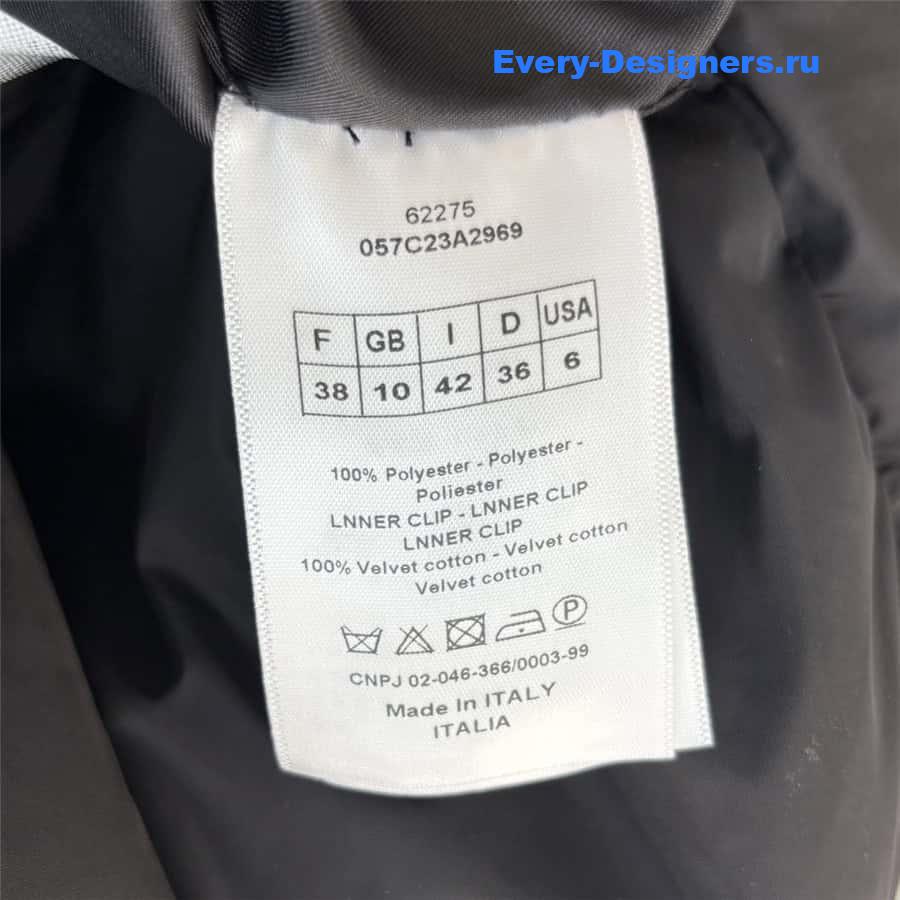 Every-Designers.ru
62275
057C23A2969
F GB I D USA
38 10 42 36 6
100% Polyester - Polyester -
Poliester
LNNER CLIP - LNNER CLIP
LNNER CLIP
100% Velvet cotton - Velvet cotton
Velvet cotton
P
CNPJ 02-046-366/0003-99
Made In ITALY
ITALIA